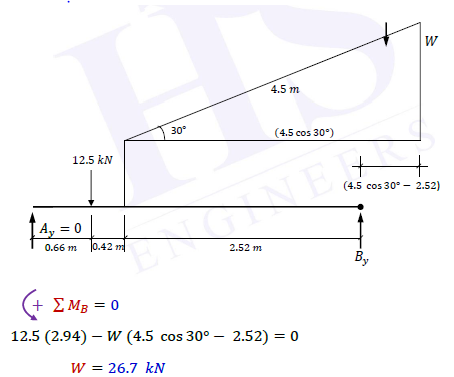 W
4.5 m
30°
(4.5 cos 30°)
12.5 kN
(4.5 cos 30° − 2.52)
A_y = 0
0.66 m 0.42 m 2.52 m
B_y
HS
ENGINEERS
+ ∑ M_B = 0
12.5 (2.94) − W (4.5 cos 30° − 2.52) = 0
W = 26.7 kN